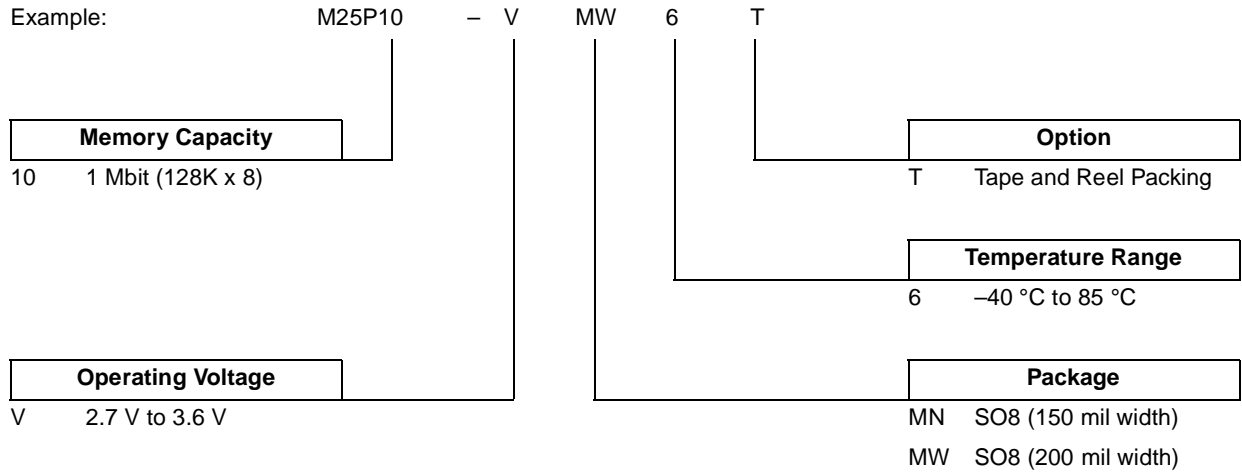 Example: M25P10 – V MW 6 T
Memory Capacity
10 1 Mbit (128K x 8)
Operating Voltage
V 2.7 V to 3.6 V
Option
T Tape and Reel Packing
Temperature Range
6 –40 °C to 85 °C
Package
MN SO8 (150 mil width)
MW SO8 (200 mil width)